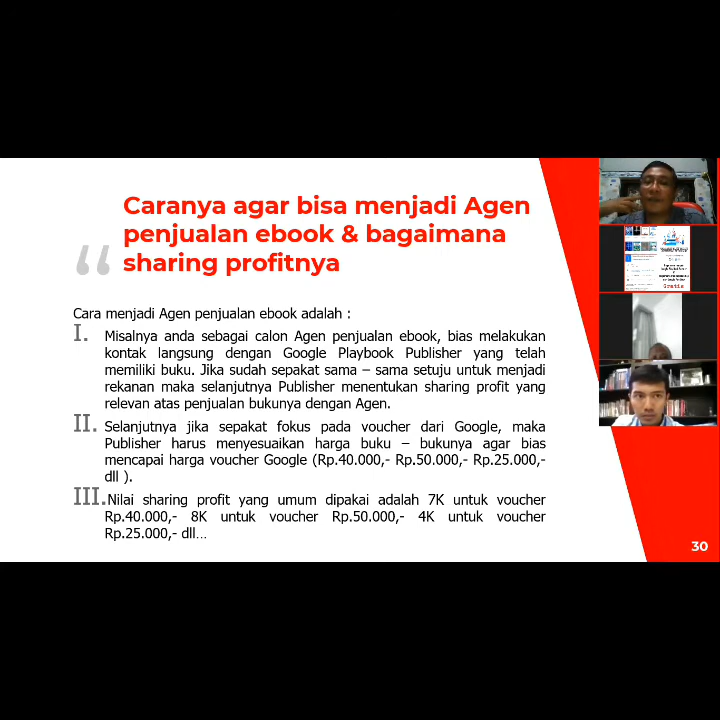 Caranya agar bisa menjadi Agen
penjualan ebook & bagaimana
sharing profitnya
Cara menjadi Agen penjualan ebook adalah :
I. Misalnya anda sebagai calon Agen penjualan ebook, bias melakukan
kontak langsung dengan Google Playbook Publisher yang telah
memiliki buku. Jika sudah sepakat sama – sama setuju untuk menjadi
rekanan maka selanjutnya Publisher menentukan sharing profit yang
relevan atas penjualan bukunya dengan Agen.
II. Selanjutnya jika sepakat fokus pada voucher dari Google, maka
Publisher harus menyesuaikan harga buku – bukunya agar bias
mencapai harga voucher Google (Rp.40.000,- Rp.50.000,- Rp.25.000,-
dll ).
III. Nilai sharing profit yang umum dipakai adalah 7K untuk voucher
Rp.40.000,- 8K untuk voucher Rp.50.000,- 4K untuk voucher
Rp.25.000,- dll…
30